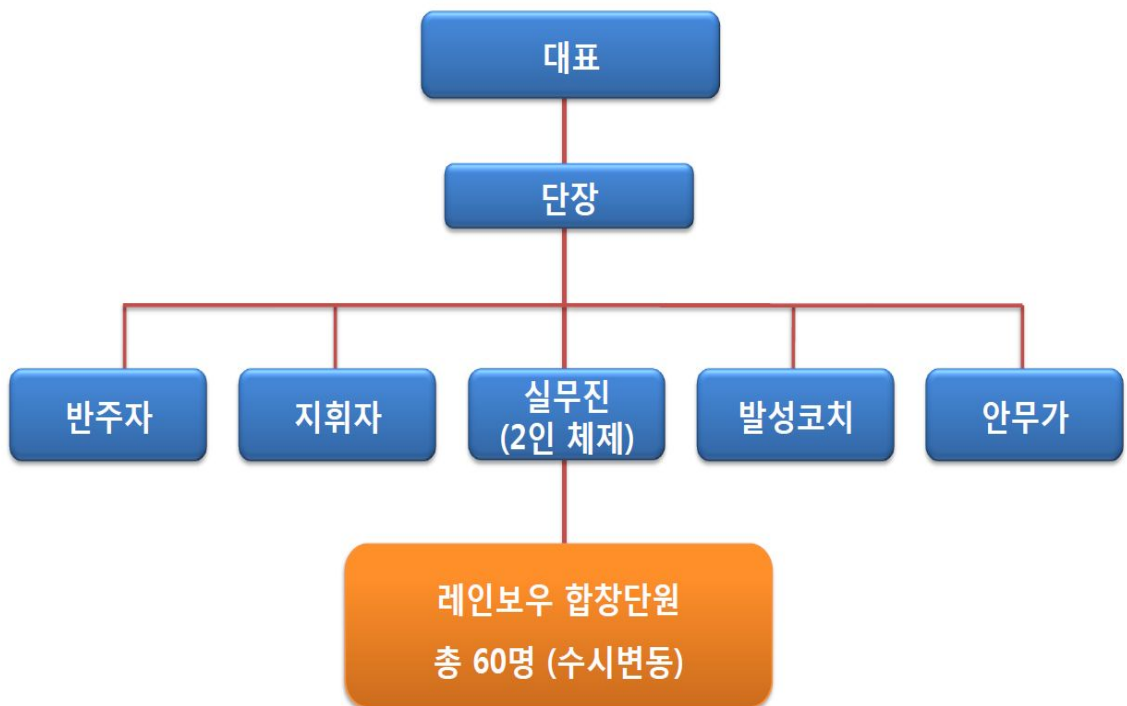 대표
단장
반주자
지휘자
실무진
(2인 체제)
발성코치
안무가
레인보우 합창단원
총 60명 (수시변동)